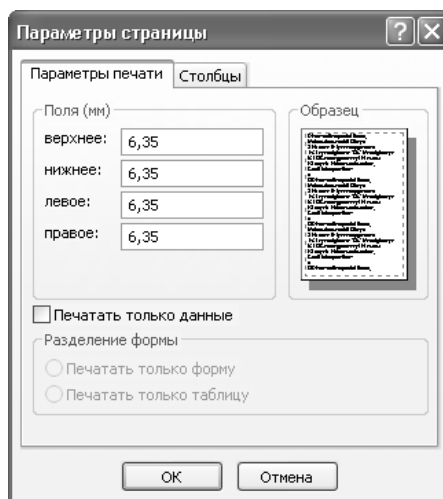 Параметры страницы
Параметры печати Столбцы
Поля (мм)
верхнее: 6,35
нижнее: 6,35
левое: 6,35
правое: 6,35
Образец
Печатать только данные
Разделение формы
Печатать только форму
Печатать только таблицу
ОК Отмена